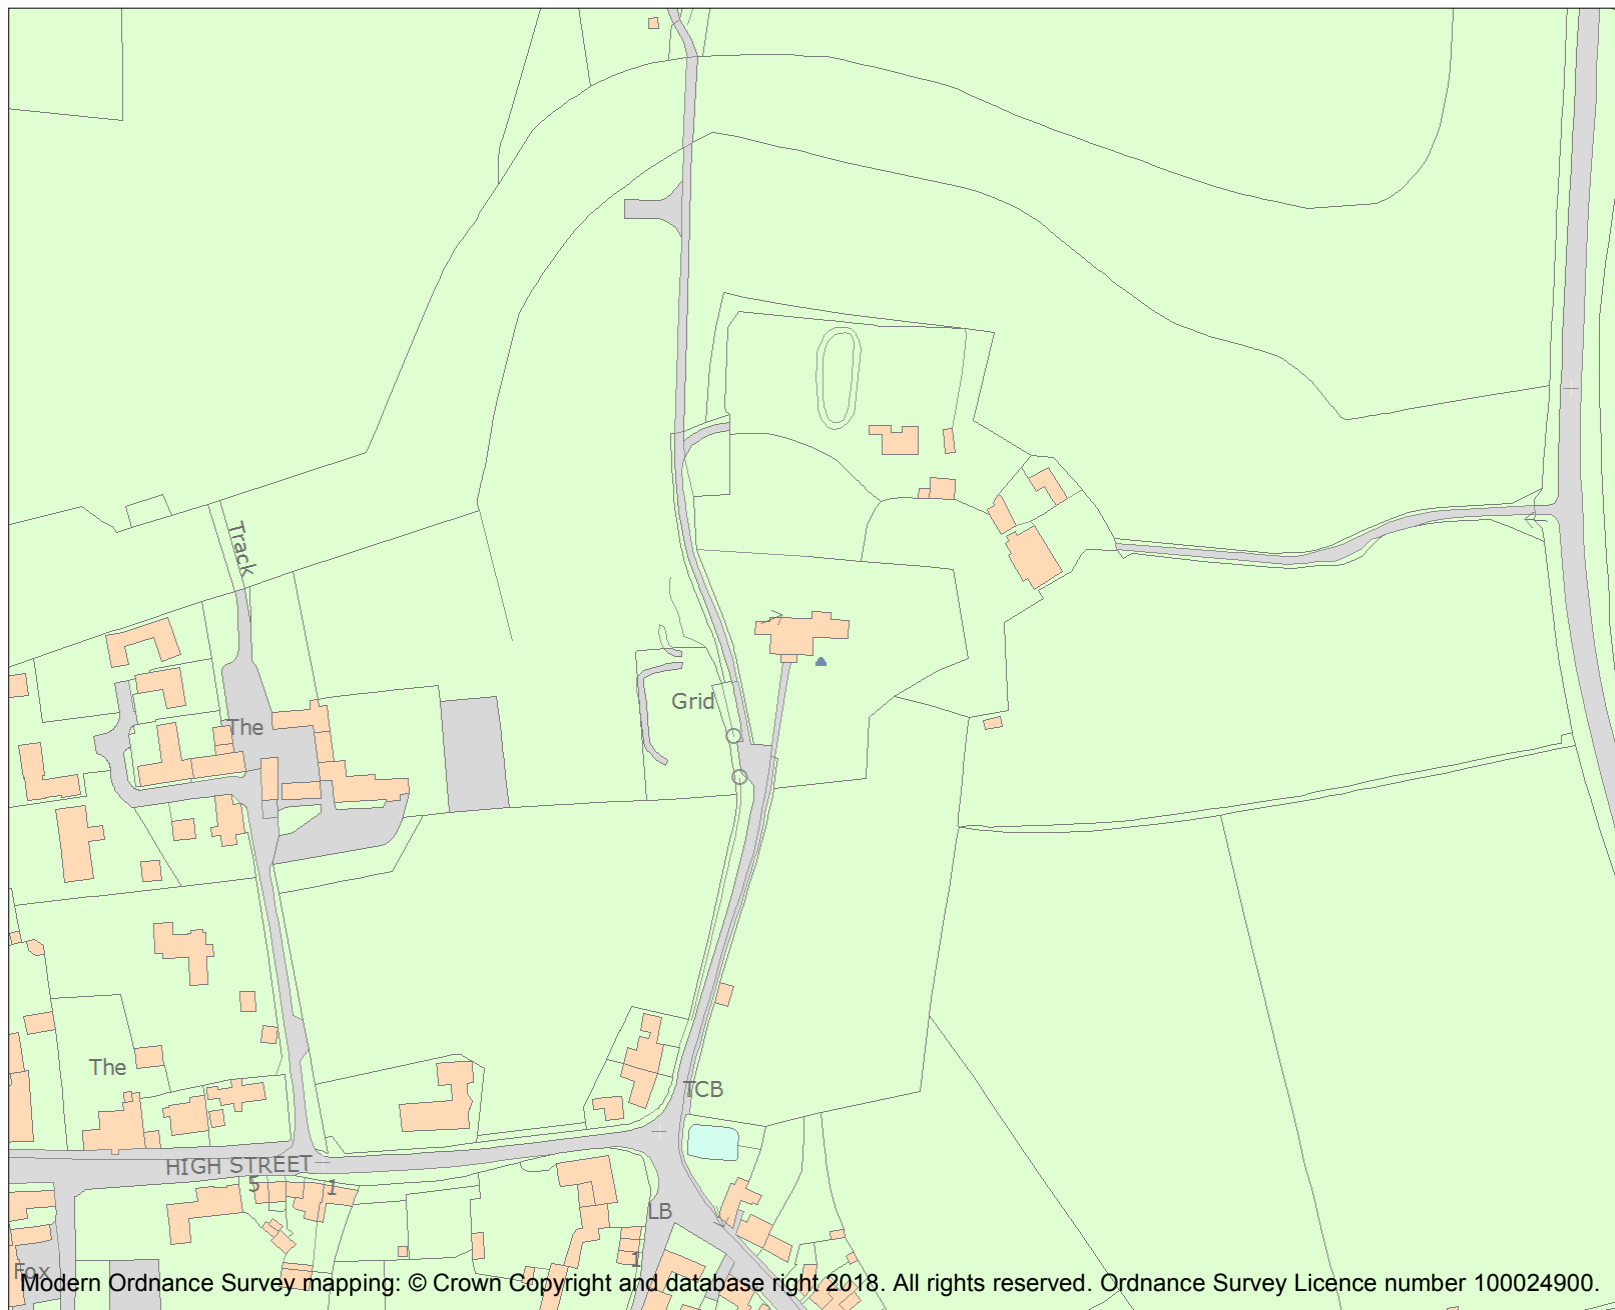 Track
Grid
The
The
TCB
HIGH STREET
5
1
LB
1
Fox
Modern Ordnance Survey mapping: © Crown Copyright and database right 2018. All rights reserved. Ordnance Survey Licence number 100024900.